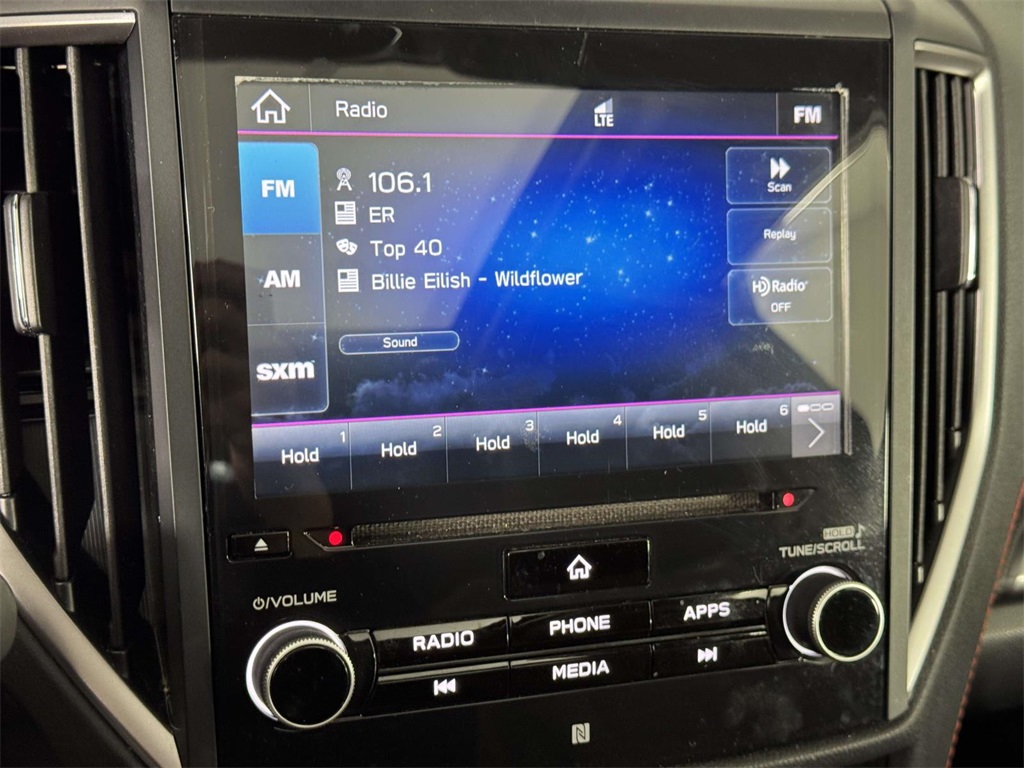 Radio
LTE
FM
FM
AM
sxm
106.1
ER
Top 40
Billie Eilish - Wildflower
Sound
Scan
Replay
HD Radio
OFF
1 Hold
2 Hold
3 Hold
4 Hold
5 Hold
6 Hold
HOLD
TUNE/SCROLL
/VOLUME
RADIO
PHONE
APPS
MEDIA
N